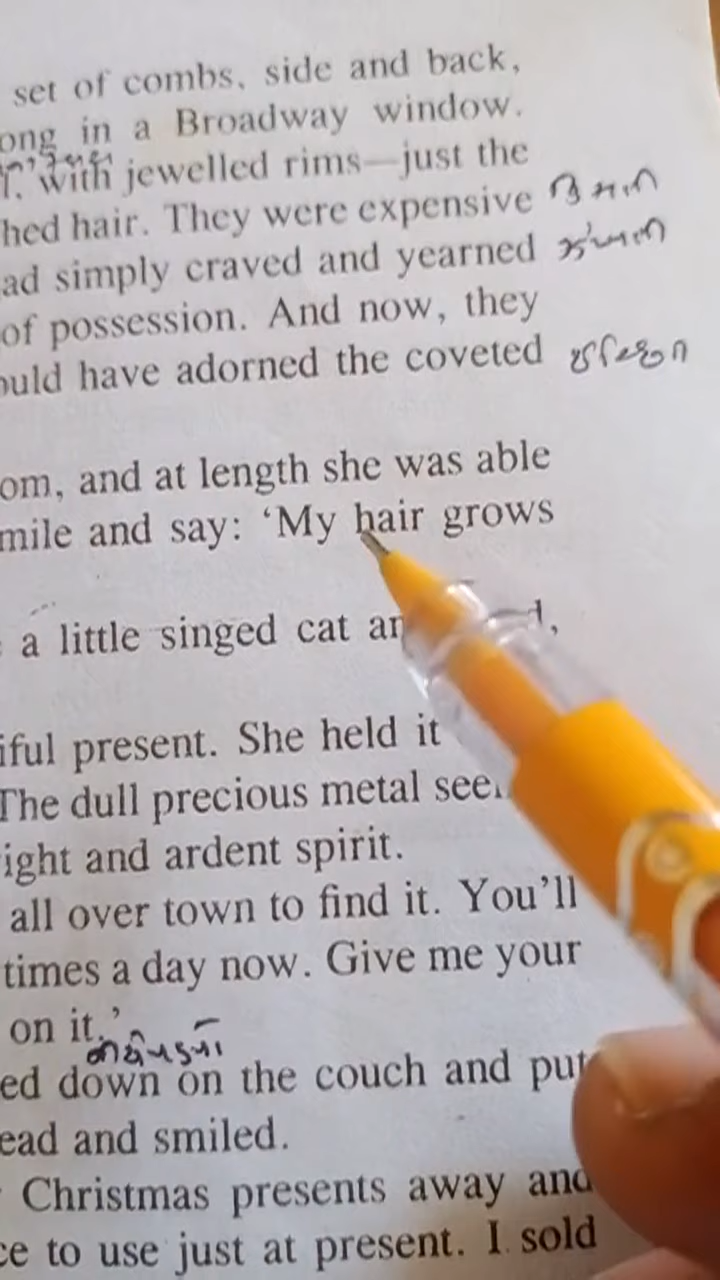 set of combs, side and back,
ong in a Broadway window.
with jewelled rims—just the
hed hair. They were expensive
ad simply craved and yearned
of possession. And now, they
ould have adorned the coveted
om, and at length she was able
mile and say: ‘My hair grows
a little singed cat
iful present. She held it
The dull precious metal
ight and ardent spirit.
all over town to find it. You’ll
times a day now. Give me your
on it.’
ed down on the couch and put
ead and smiled.
Christmas presents away and
ce to use just at present. I sold